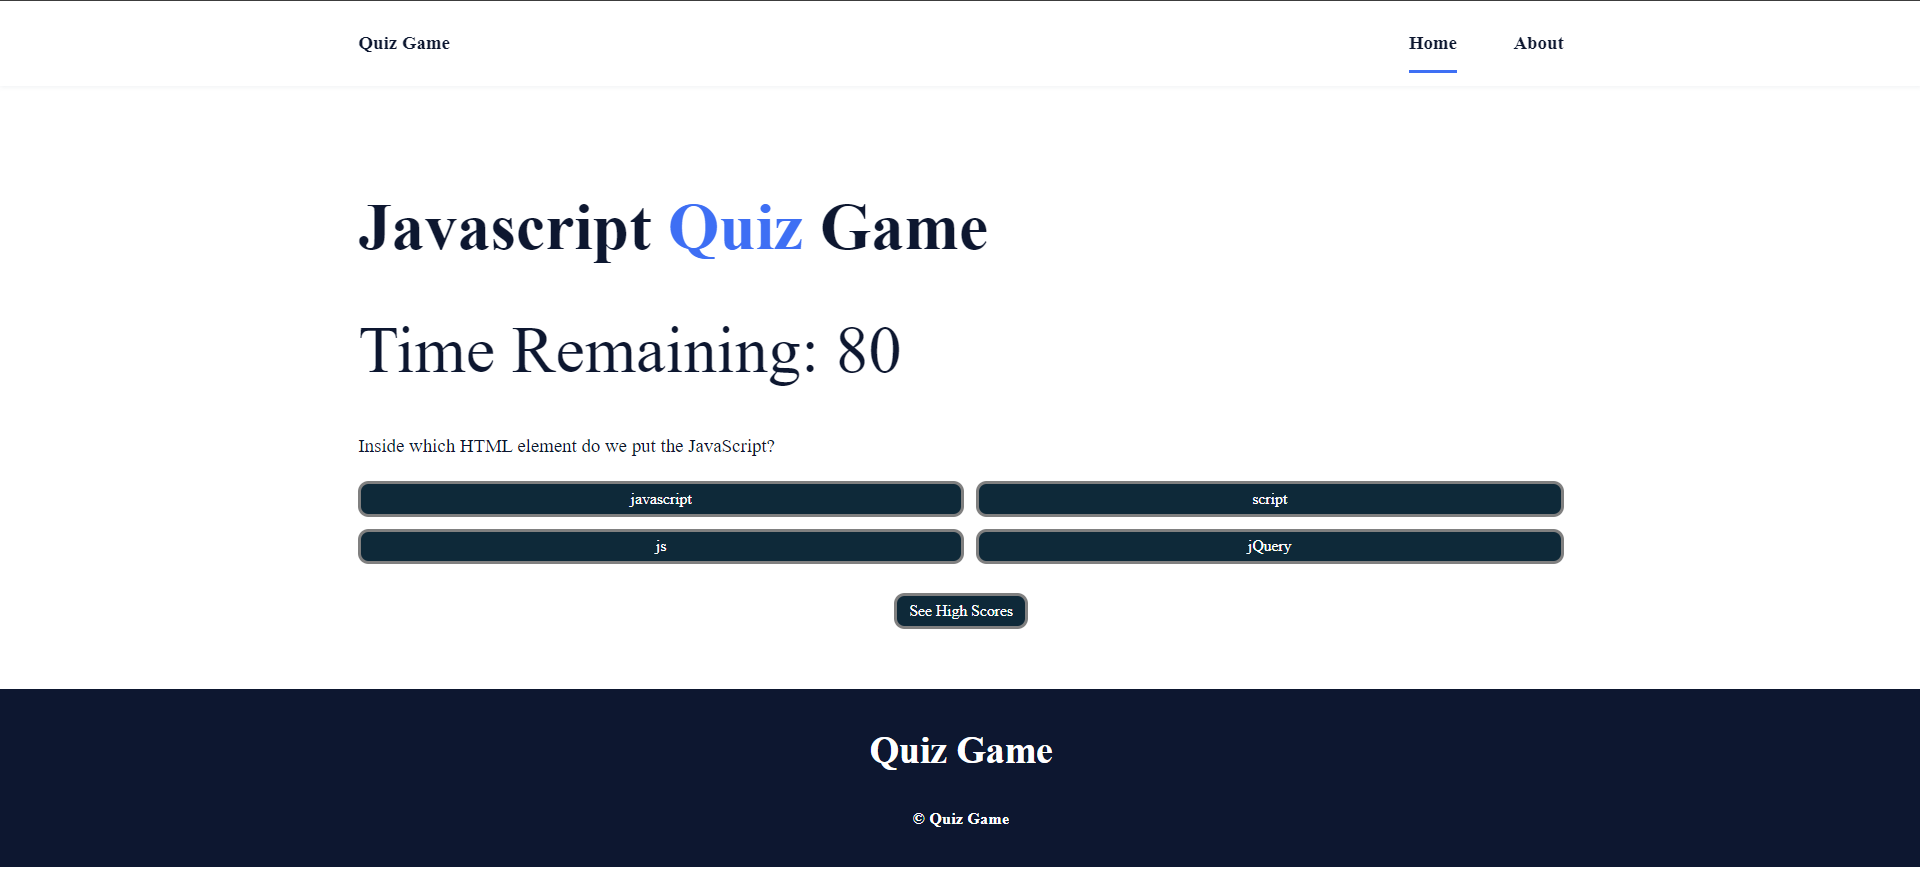 Quiz Game
Home
About
Javascript Quiz Game
Time Remaining: 80
Inside which HTML element do we put the JavaScript?
javascript
script
js
jQuery
See High Scores
Quiz Game
© Quiz Game